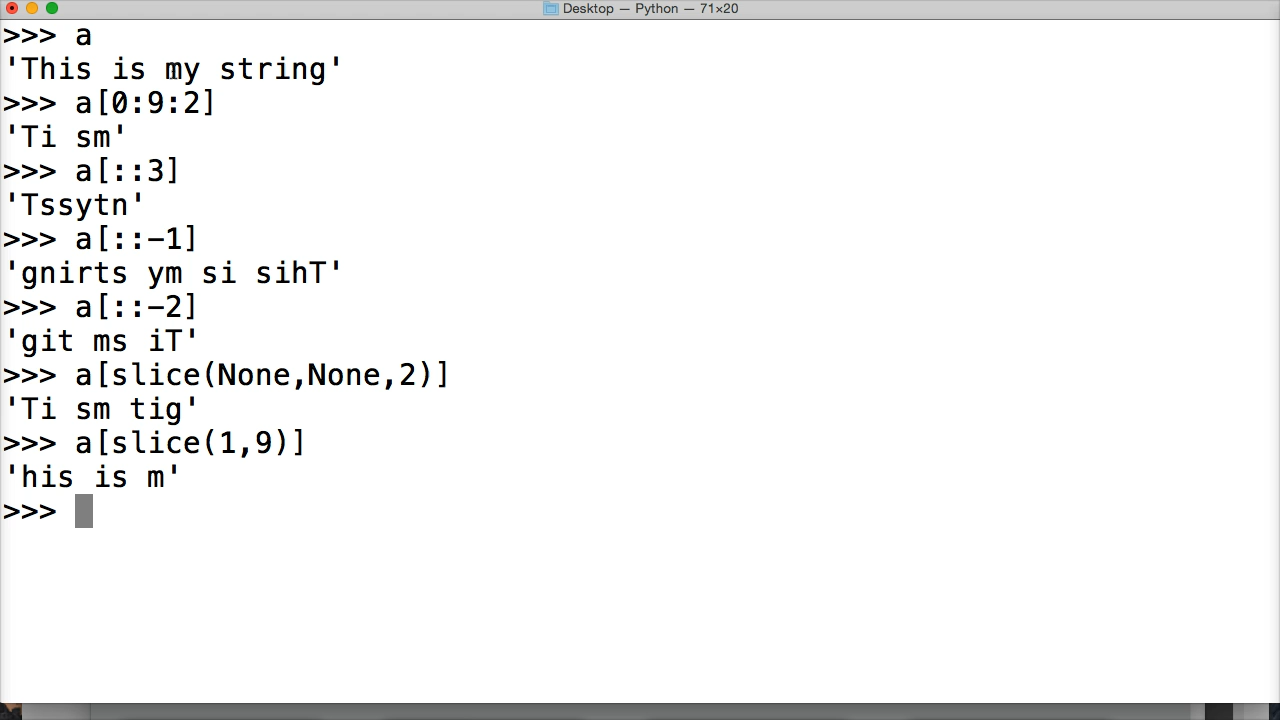 Desktop — Python — 71×20
>>> a
'This is my string'
>>> a[0:9:2]
'Ti sm'
>>> a[::3]
'Tssytn'
>>> a[::-1]
'gnirts ym si sihT'
>>> a[::-2]
'git ms iT'
>>> a[slice(None,None,2)]
'Ti sm tig'
>>> a[slice(1,9)]
'his is m'
>>>